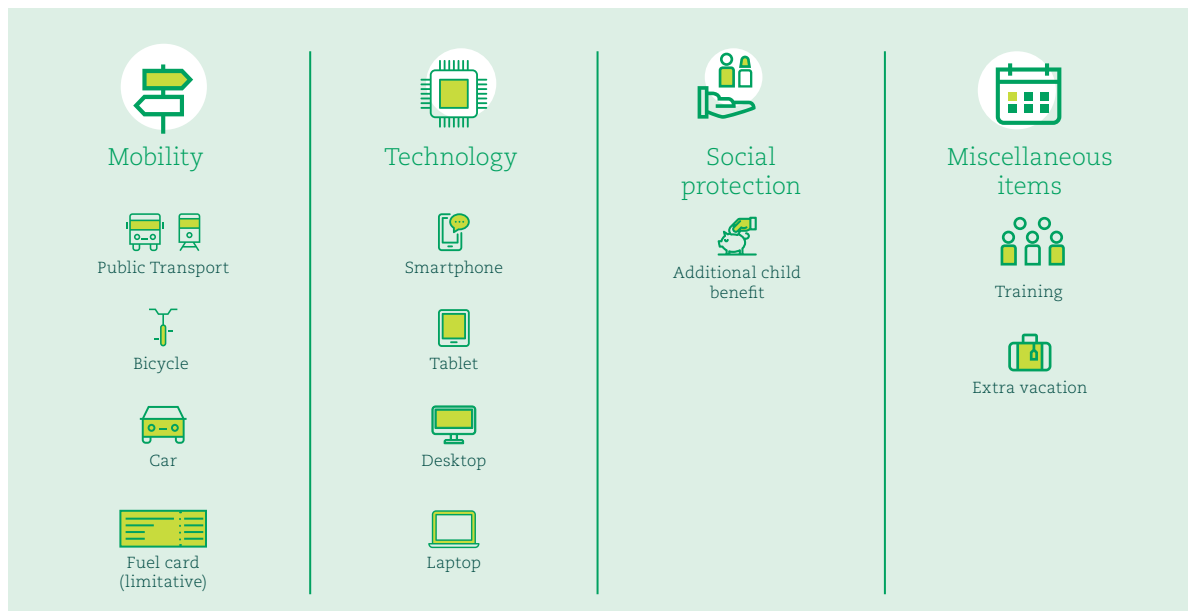 Mobility
Public Transport
Bicycle
Car
Fuel card
(limitative)
Technology
Smartphone
Tablet
Desktop
Laptop
Social
protection
Additional child
benefit
Miscellaneous
items
Training
Extra vacation